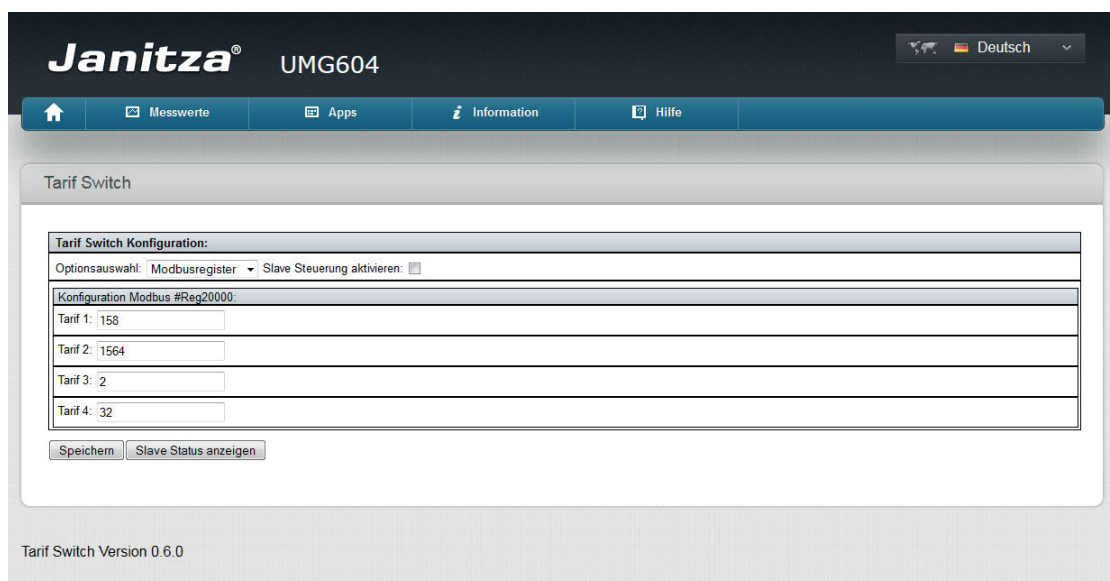 Janitza® UMG604
Deutsch
Messwerte Apps Information Hilfe
Tarif Switch
Tarif Switch Konfiguration:
Optionsauswahl: Modbusregister Slave Steuerung aktivieren:
Konfiguration Modbus #Reg20000:
Tarif 1: 158
Tarif 2: 1564
Tarif 3: 2
Tarif 4: 32
Speichern Slave Status anzeigen
Tarif Switch Version 0.6.0